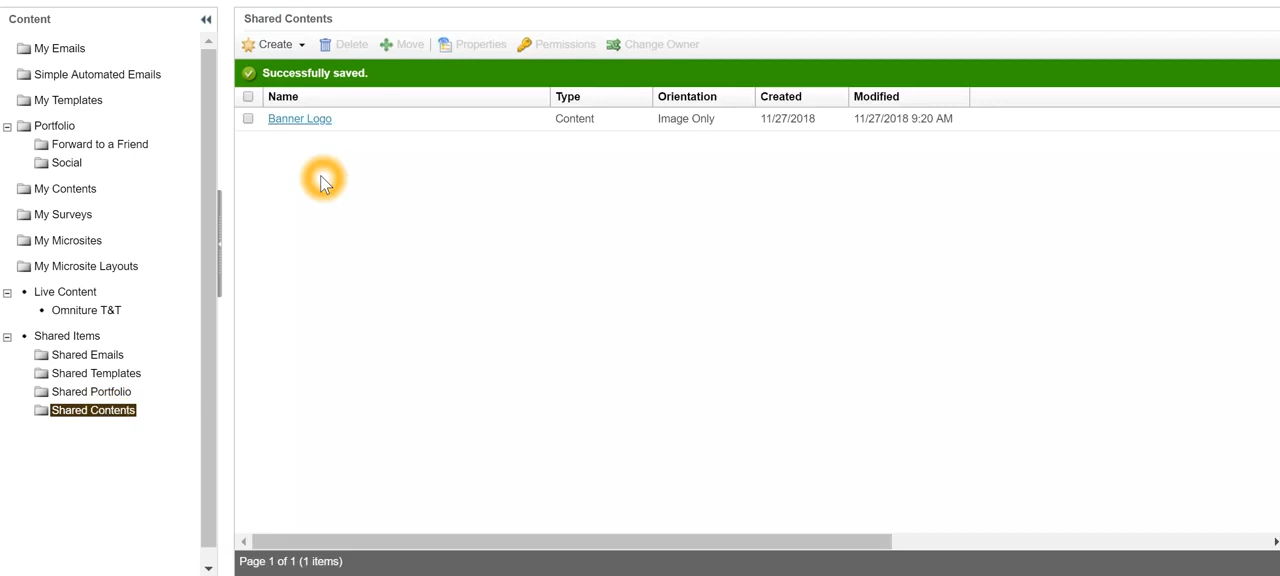 Content
My Emails
Simple Automated Emails
My Templates
Portfolio
Forward to a Friend
Social
My Contents
My Surveys
My Microsites
My Microsite Layouts
Live Content
Omniture T&T
Shared Items
Shared Emails
Shared Templates
Shared Portfolio
Shared Contents
Shared Contents
Create Delete Move Properties Permissions Change Owner
Successfully saved.
Name Type Orientation Created Modified
Banner Logo Content Image Only 11/27/2018 11/27/2018 9:20 AM
Page 1 of 1 (1 items)